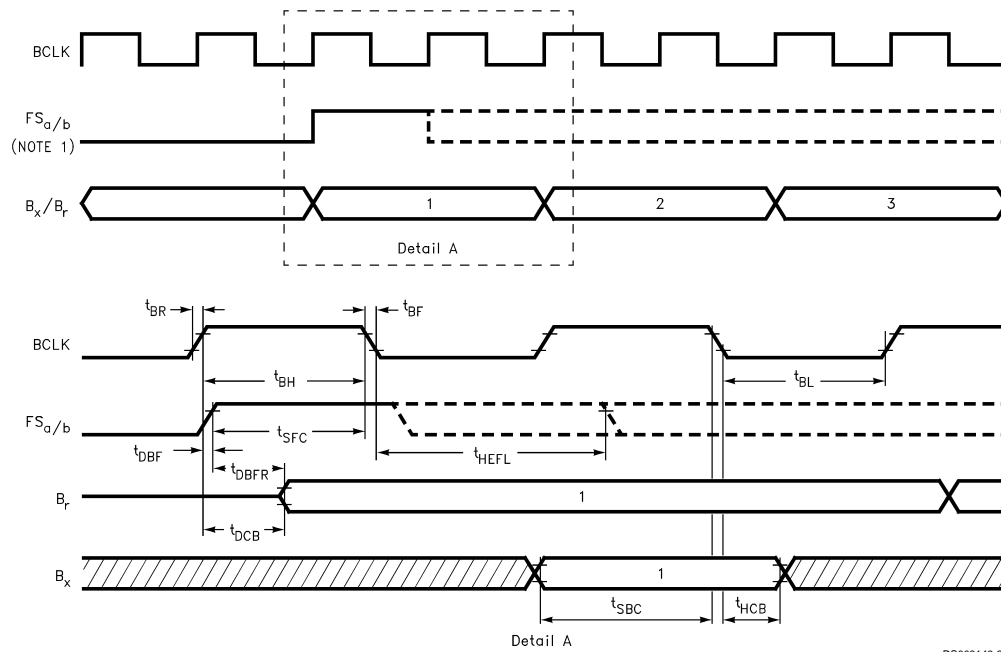 BCLK
FSa/b
(NOTE 1)
Bx/Br
1
2
3
Detail A
tBR
tBF
BCLK
tBH
tBL
FSa/b
tSFC
tHEFL
tDBF
tDBFR
Br
1
tDCB
Bx
1
tSBC
tHCB
Detail A